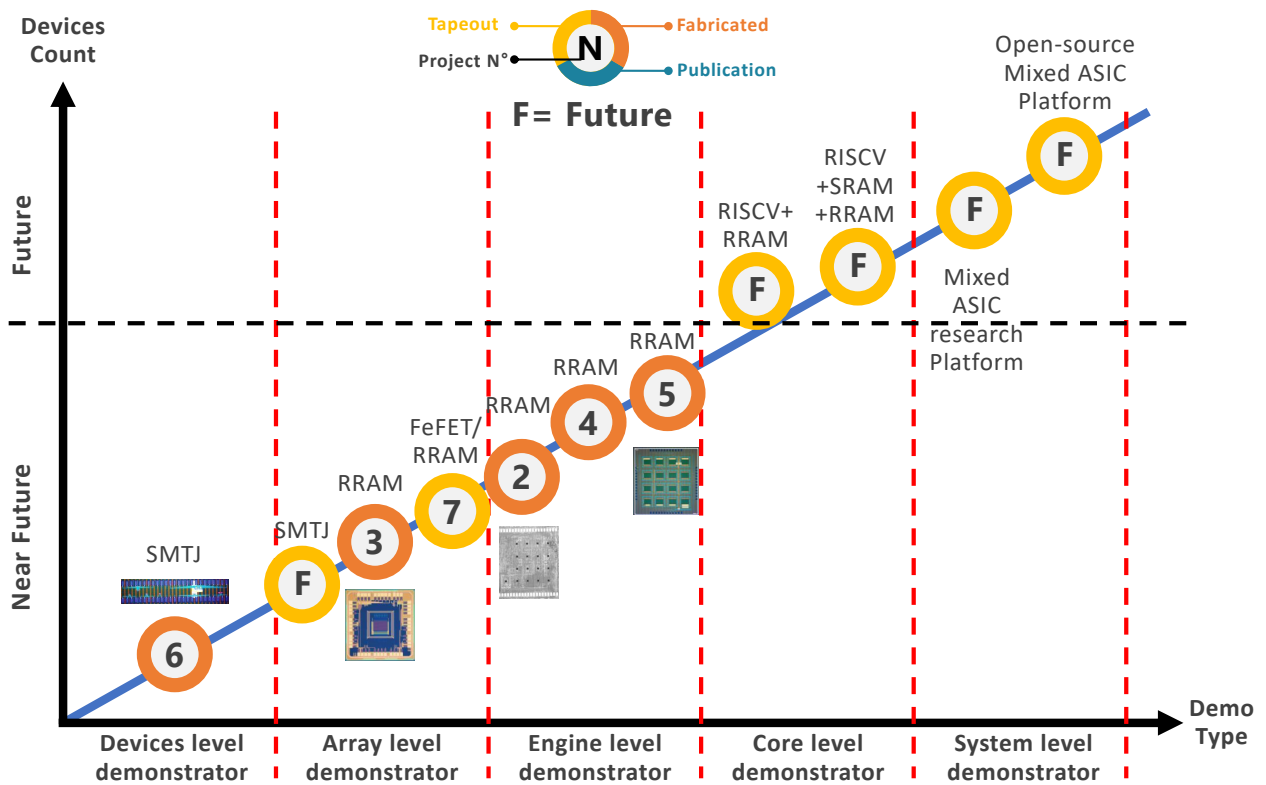 Devices
Count
Tapeout
Fabricated
N
Project N°
Publication
F= Future
Open-source
Mixed ASIC
Platform
F
RISCV
+SRAM
+RRAM
F
RISCV+
RRAM
F
F
Mixed
ASIC
research
Platform
Future
Near Future
RRAM
5
RRAM
4
RRAM
2
FeFET/
RRAM
7
RRAM
3
SMTJ
F
SMTJ
6
Demo
Type
Devices level
demonstrator
Array level
demonstrator
Engine level
demonstrator
Core level
demonstrator
System level
demonstrator